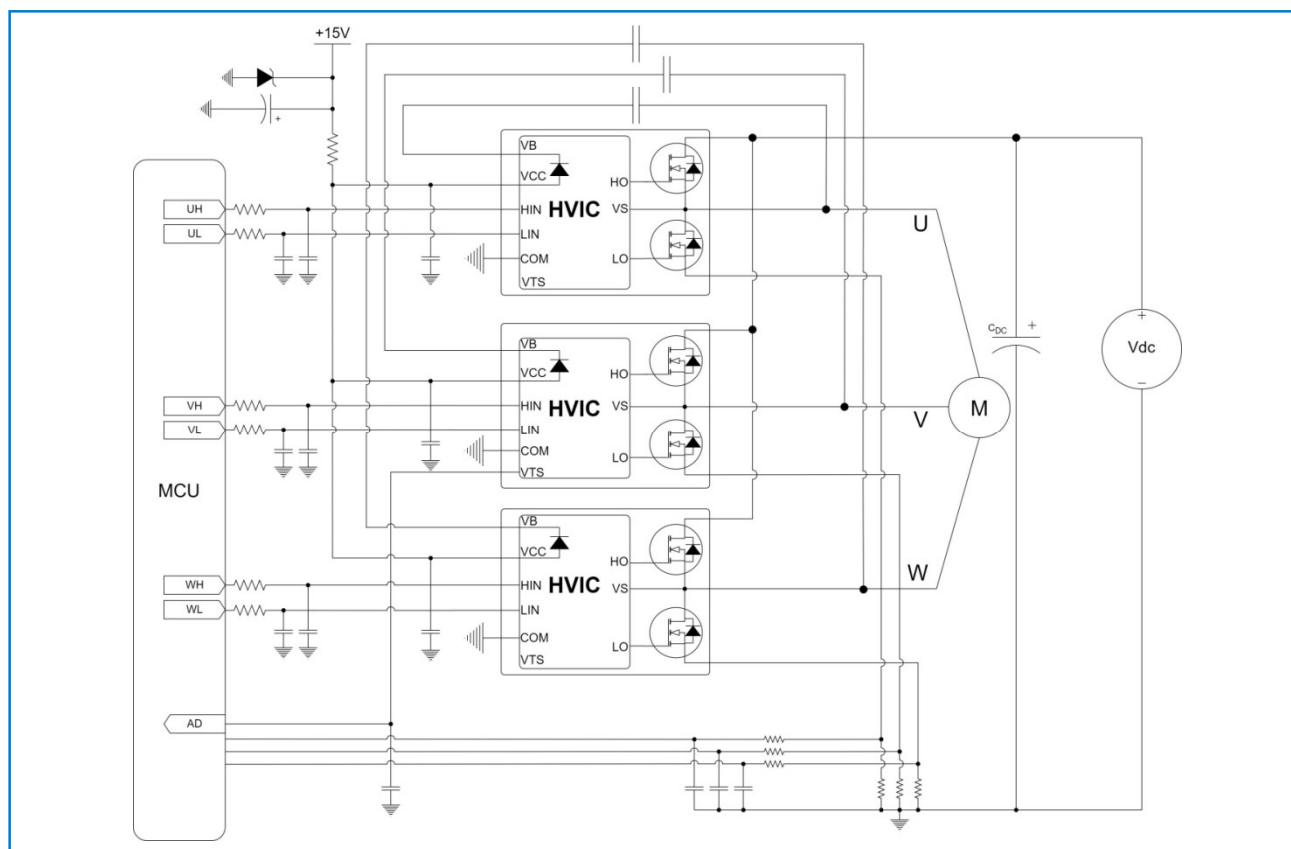 +15V
+
MCU
UH
UL
VH
VL
WH
WL
AD
VB
VCC
HVIC
HIN
LIN
COM
VTS
HO
VS
LO
VB
VCC
HVIC
HIN
LIN
COM
VTS
HO
VS
LO
VB
VCC
HVIC
HIN
LIN
COM
VTS
HO
VS
LO
U
V
W
M
CDC
+
+
Vdc
−